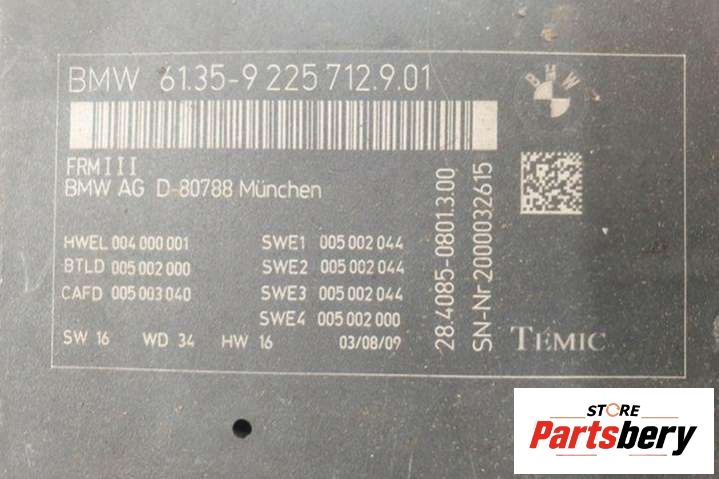 BMW 61.35-9 225 712.9.01
BMW
FRMIII
BMW AG D-80788 München
HWEL 004 000 001
BTLD 005 002 000
CAFD 005 003 040
SWE1 005 002 044
SWE2 005 002 044
SWE3 005 002 044
SWE4 005 002 000
SW 16 WD 34 HW 16 03/08/09
28.4085-0801.3.00
SN-Nr2000032615
TEMIC
STORE
Partsbery